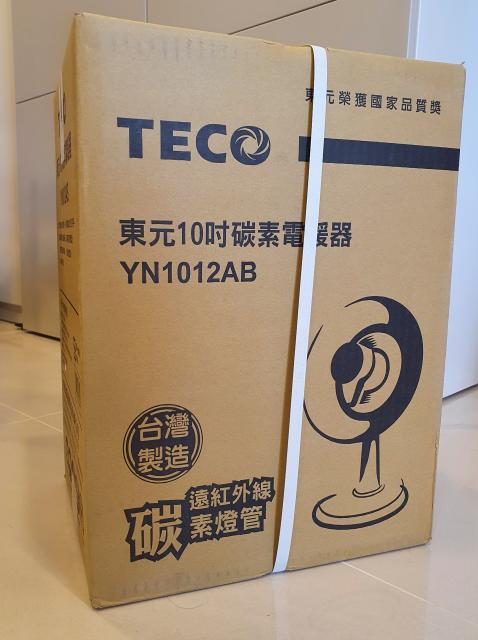 東元榮獲國家品質獎
TECO
東元10吋碳素電暖器
YN1012AB
台灣
製造
遠紅外線
碳素燈管